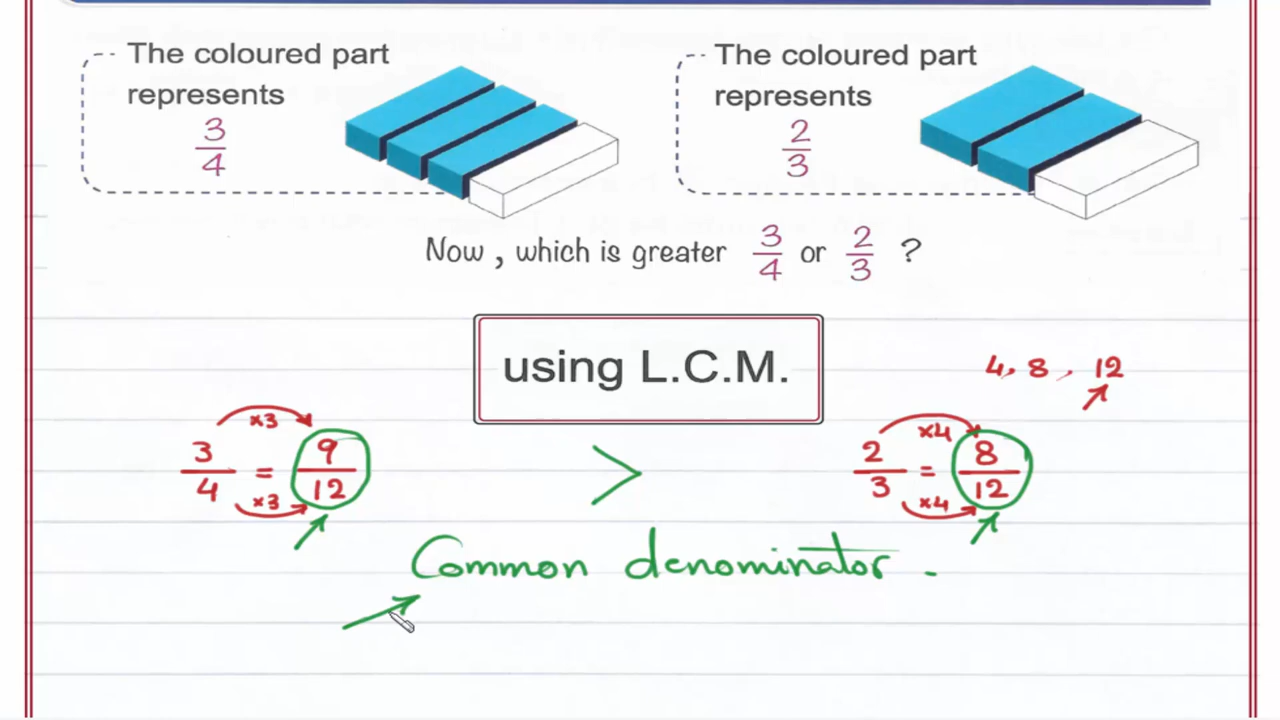 The coloured part
represents
3/4
The coloured part
represents
2/3
Now , which is greater 3/4 or 2/3 ?
using L.C.M.
4, 8 , 12
×3
3/4 = 9/12
×3
>
×4
2/3 = 8/12
×4
Common denominator .